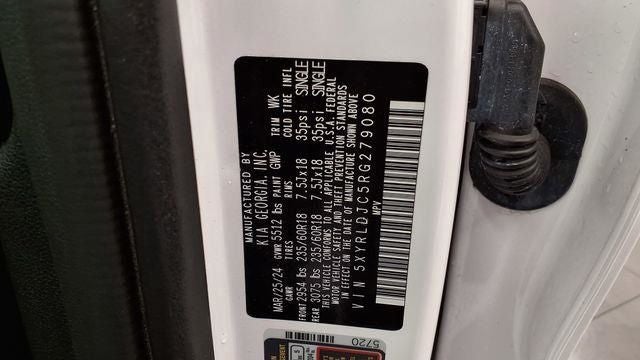 MANUFACTURED BY
KIA GEORGIA, INC.
MAR/25/24 GVWR 5512 lbs PAINT GWP TRIM WK
GAWR TIRES RIMS COLD TIRE INFL
FRONT 2954 lbs 235/60R18 7.5Jx18 35psi SINGLE
REAR 3075 lbs 235/60R18 7.5Jx18 35psi SINGLE
THIS VEHICLE CONFORMS TO ALL APPLICABLE U.S.A. FEDERAL
MOTOR VEHICLE SAFETY AND THEFT PREVENTION STANDARDS
IN EFFECT ON THE DATE OF MANUFACTURE SHOWN ABOVE
VIN 5XYRLDJC5RG279080
MPV
5720